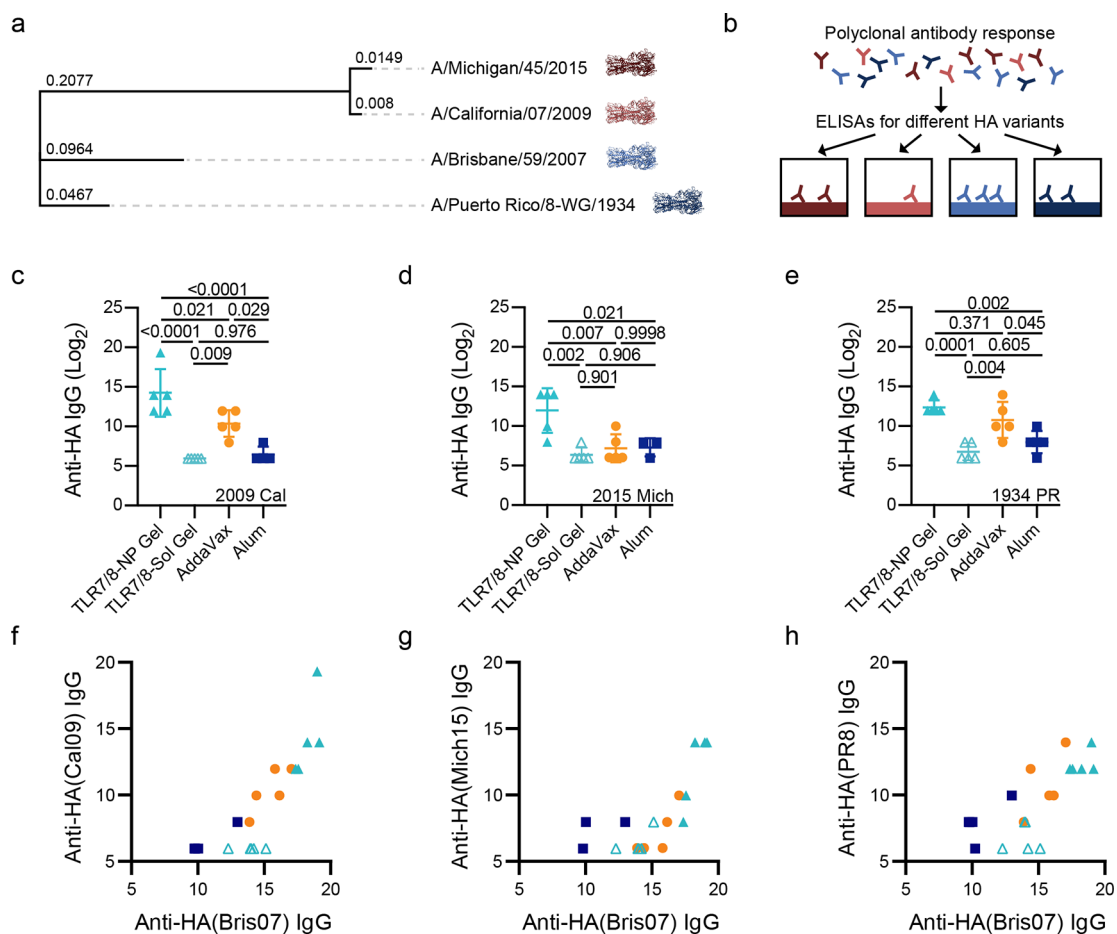 a
0.2077
0.0149
A/Michigan/45/2015
0.008
A/California/07/2009
0.0964
A/Brisbane/59/2007
0.0467
A/Puerto Rico/8-WG/1934
b
Polyclonal antibody response
ELISAs for different HA variants
c
Anti-HA IgG (Log2)
25
20
15
10
5
0
<0.0001
0.021 0.029
<0.0001 0.976
0.009
2009 Cal
TLR7/8-NP Gel
TLR7/8-Sol Gel
AddaVax
Alum
d
Anti-HA IgG (Log2)
25
20
15
10
5
0
0.021
0.007 0.9998
0.002 0.906
0.901
2015 Mich
TLR7/8-NP Gel
TLR7/8-Sol Gel
AddaVax
Alum
e
Anti-HA IgG (Log2)
25
20
15
10
5
0
0.002
0.371 0.045
0.0001 0.605
0.004
1934 PR
TLR7/8-NP Gel
TLR7/8-Sol Gel
AddaVax
Alum
f
Anti-HA(Cal09) IgG
20
15
10
5
5 10 15 20
Anti-HA(Bris07) IgG
g
Anti-HA(Mich15) IgG
20
15
10
5
5 10 15 20
Anti-HA(Bris07) IgG
h
Anti-HA(PR8) IgG
20
15
10
5
5 10 15 20
Anti-HA(Bris07) IgG